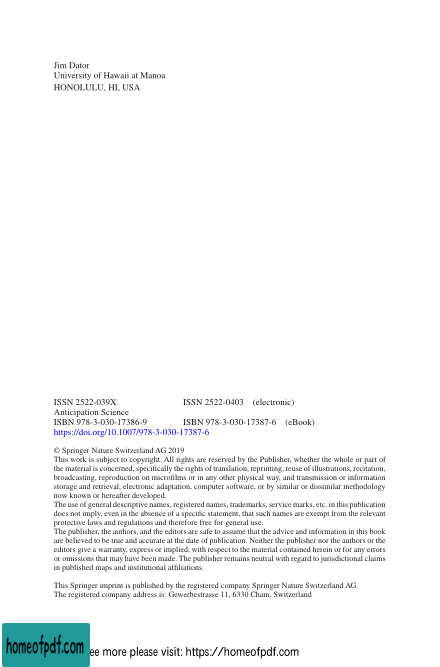 Jim Dator
University of Hawaii at Manoa
HONOLULU, HI, USA
ISSN 2522-039X ISSN 2522-0403 (electronic)
Anticipation Science
ISBN 978-3-030-17386-9 ISBN 978-3-030-17387-6 (eBook)
https://doi.org/10.1007/978-3-030-17387-6
© Springer Nature Switzerland AG 2019
This work is subject to copyright. All rights are reserved by the Publisher, whether the whole or part of
the material is concerned, specifically the rights of translation, reprinting, reuse of illustrations, recitation,
broadcasting, reproduction on microfilms or in any other physical way, and transmission or information
storage and retrieval, electronic adaptation, computer software, or by similar or dissimilar methodology
now known or hereafter developed.
The use of general descriptive names, registered names, trademarks, service marks, etc. in this publication
does not imply, even in the absence of a specific statement, that such names are exempt from the relevant
protective laws and regulations and therefore free for general use.
The publisher, the authors, and the editors are safe to assume that the advice and information in this book
are believed to be true and accurate at the date of publication. Neither the publisher nor the authors or the
editors give a warranty, express or implied, with respect to the material contained herein or for any errors
or omissions that may have been made. The publisher remains neutral with regard to jurisdictional claims
in published maps and institutional affiliations.
This Springer imprint is published by the registered company Springer Nature Switzerland AG.
The registered company address is: Gewerbestrasse 11, 6330 Cham, Switzerland
homeofpdf.com ee more please visit: https://homeofpdf.com